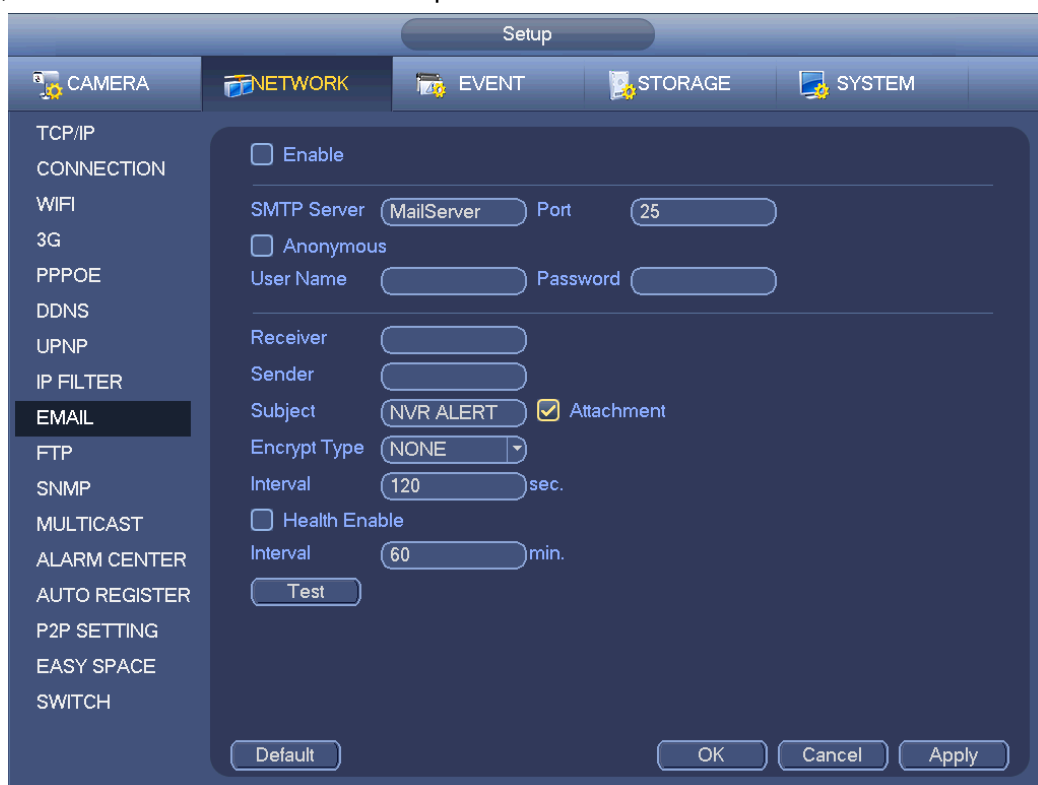 Setup
CAMERA NETWORK EVENT STORAGE SYSTEM
TCP/IP
CONNECTION
WIFI
3G
PPPOE
DDNS
UPNP
IP FILTER
EMAIL
FTP
SNMP
MULTICAST
ALARM CENTER
AUTO REGISTER
P2P SETTING
EASY SPACE
SWITCH
Enable
SMTP Server MailServer Port 25
Anonymous
User Name Password
Receiver
Sender
Subject NVR ALERT Attachment
Encrypt Type NONE
Interval 120 sec.
Health Enable
Interval 60 min.
Test
Default OK Cancel Apply